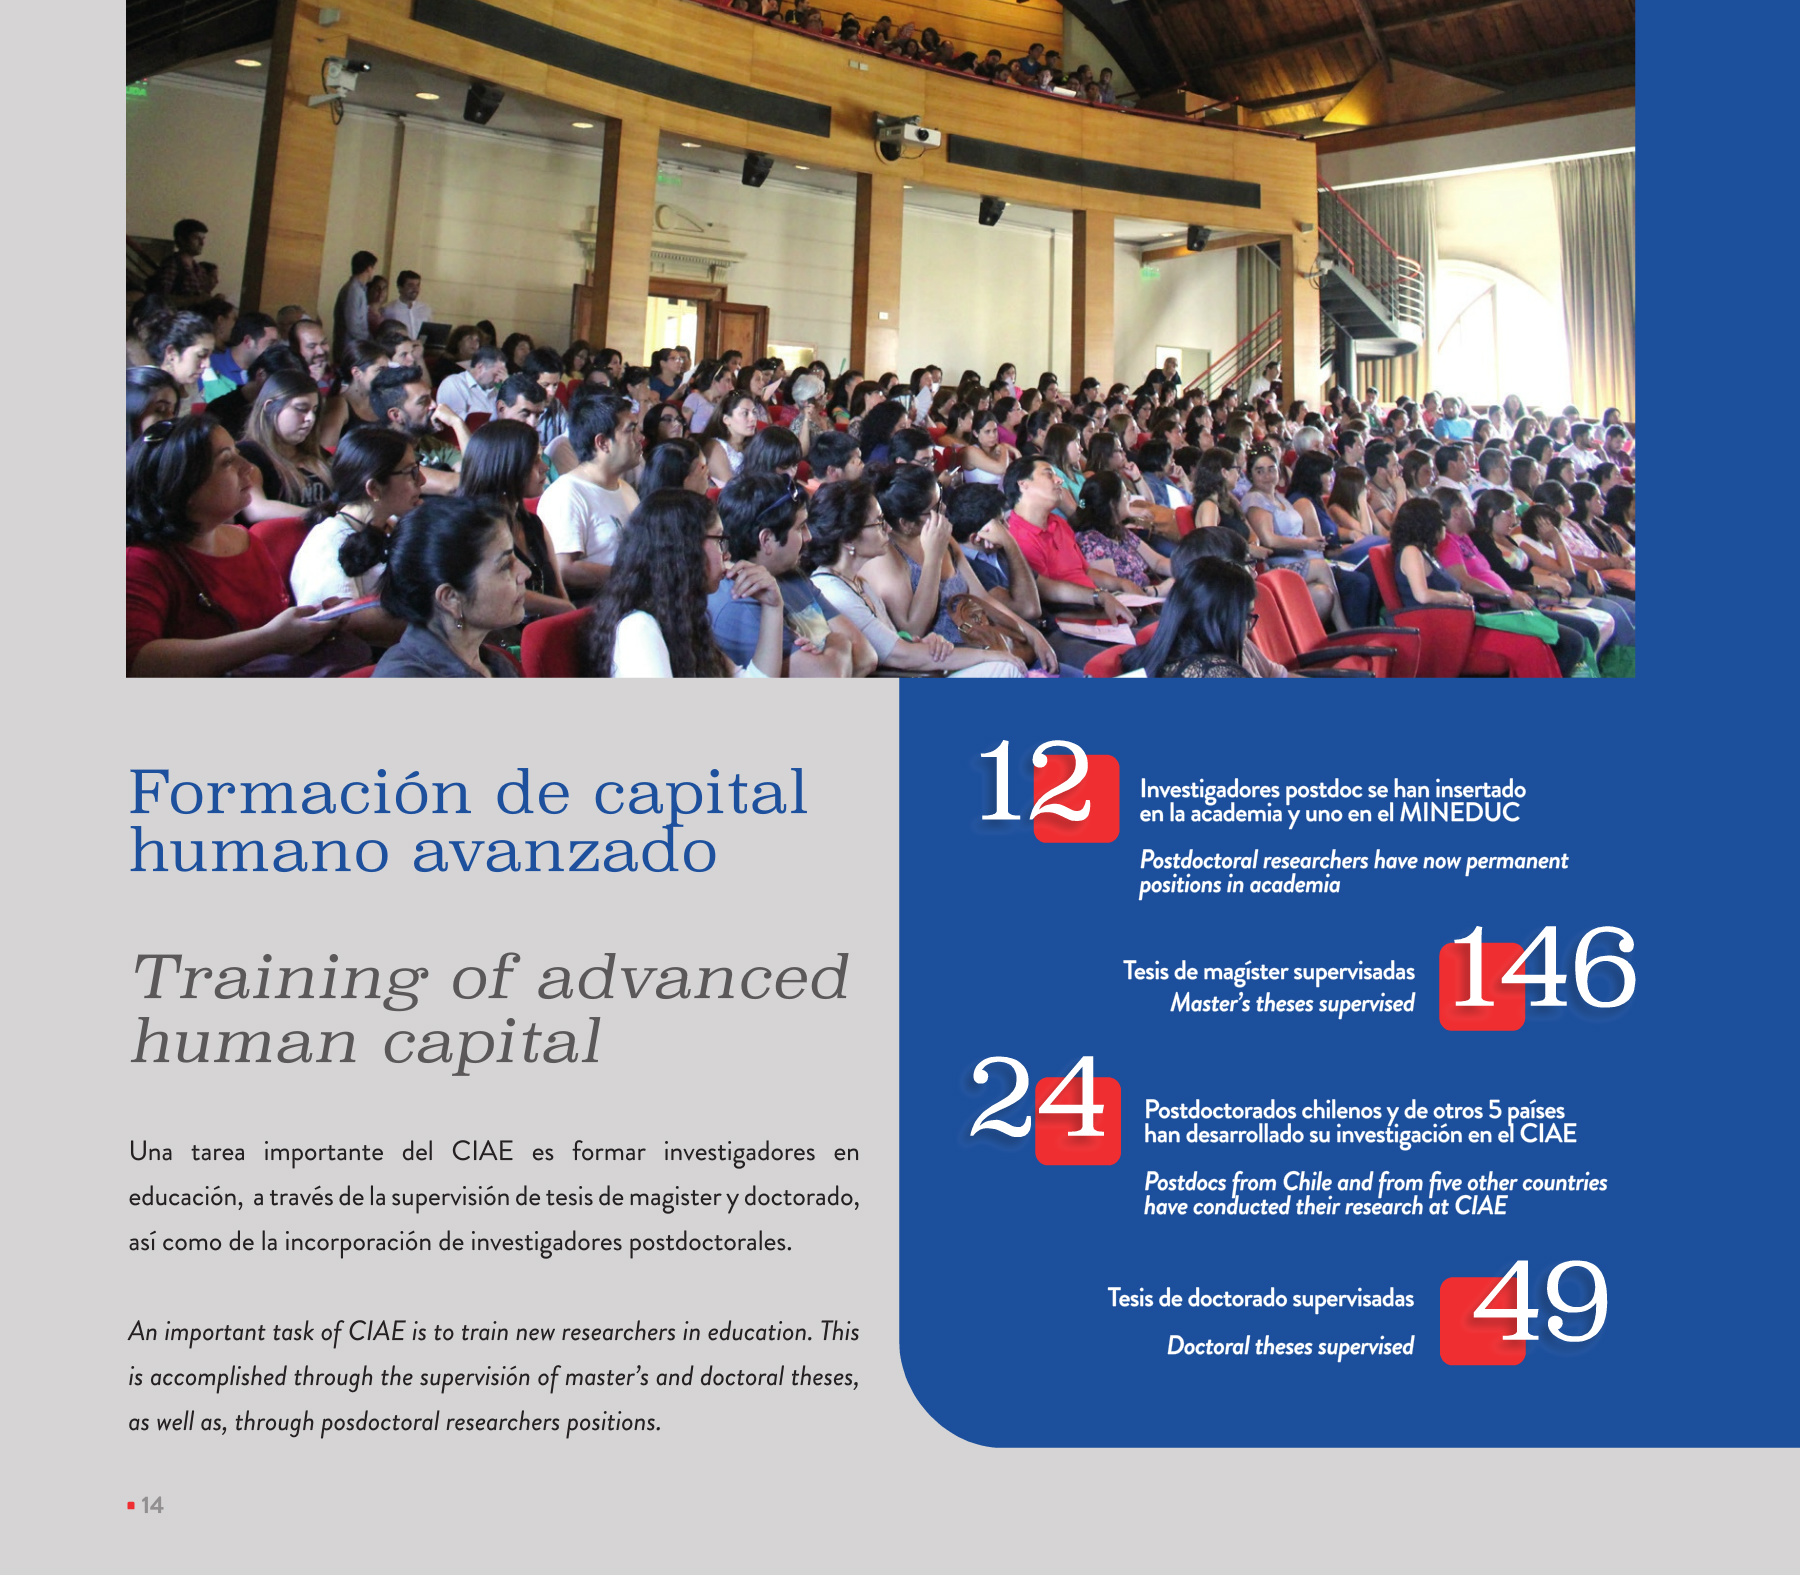 Formación de capital
humano avanzado
Training of advanced
human capital
Una tarea importante del CIAE es formar investigadores en
educación, a través de la supervisión de tesis de magister y doctorado,
así como de la incorporación de investigadores postdoctorales.
An important task of CIAE is to train new researchers in education. This
is accomplished through the supervisión of master's and doctoral theses,
as well as, through posdoctoral researchers positions.
14
12
Investigadores postdoc se han insertado
en la academia y uno en el MINEDUC
Postdoctoral researchers have now permanent
positions in academia
Tesis de magíster supervisadas
Master's theses supervised
146
24
Postdoctorados chilenos y de otros 5 países
han desarrollado su investigación en el CIAE
Postdocs from Chile and from five other countries
have conducted their research at CIAE
Tesis de doctorado supervisadas
Doctoral theses supervised
49